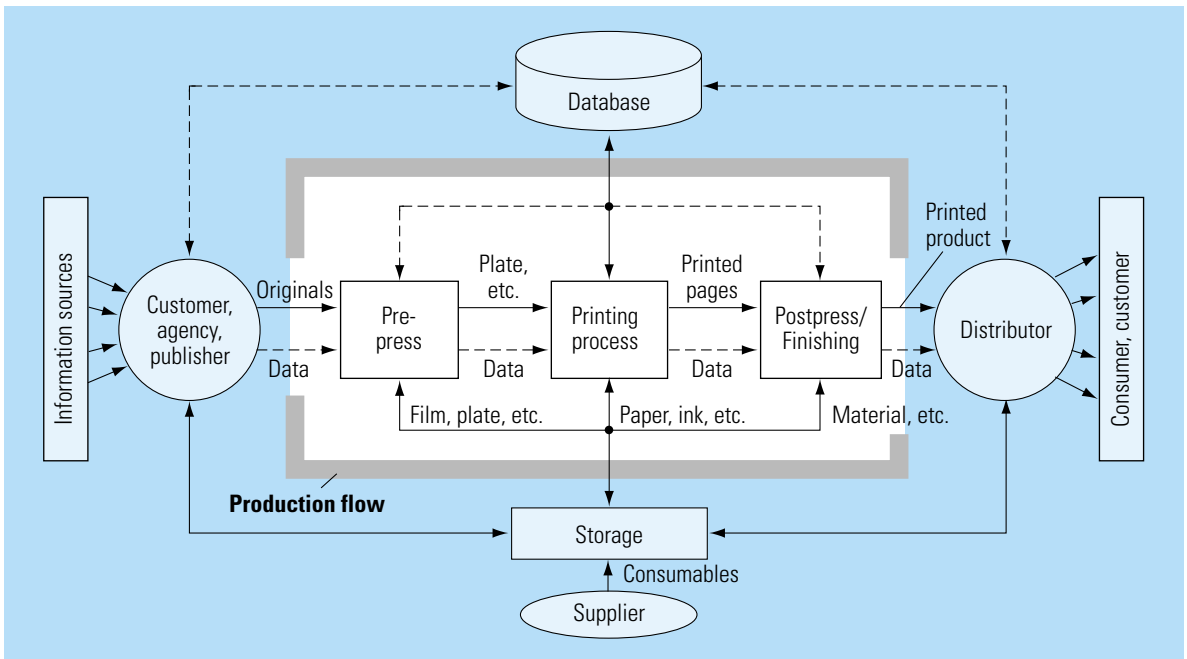 Database
Information sources
Customer,
agency,
publisher
Originals
Data
Pre-
press
Plate,
etc.
Data
Printing
process
Printed
pages
Data
Postpress/
Finishing
Printed
product
Data
Distributor
Consumer, customer
Film, plate, etc.
Paper, ink, etc.
Material, etc.
Production flow
Storage
Consumables
Supplier